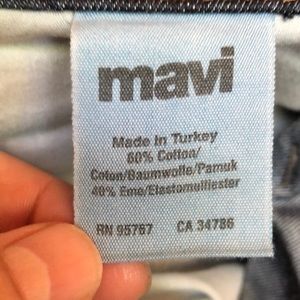 mavi
Made in Turkey
60% Cotton/
Coton/Baumwolle/Pamuk
40% Eme/Elastomultiester
RN 95767 CA 34786